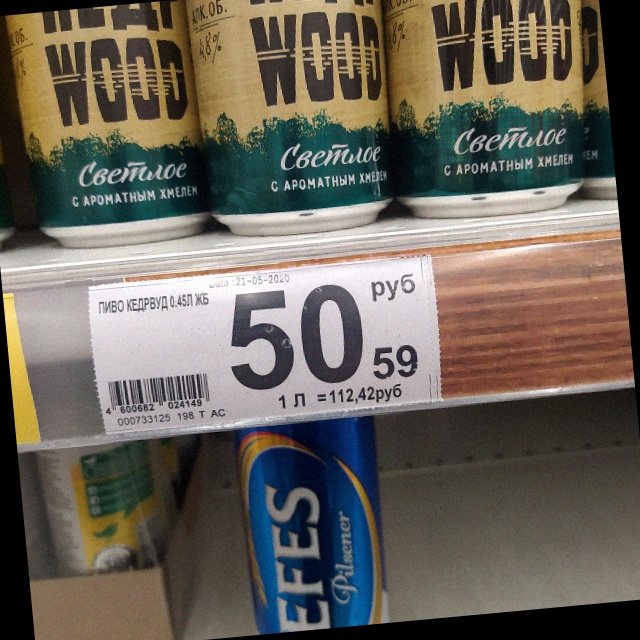 WOOD
Светлое
С АРОМАТНЫМ ХМЕЛЕМ
АЛК.ОБ.
4,8%
WOOD
Светлое
С АРОМАТНЫМ ХМЕЛЕМ
WOOD
Светлое
С АРОМАТНЫМ ХМЕЛЕМ
Data :21-05-2020
ПИВО КЕДРВУД 0.45Л ЖБ
50 руб
59
1 Л =112,42руб
4 600682 024149
000733125 198 Т АС
EFES
Pilsener